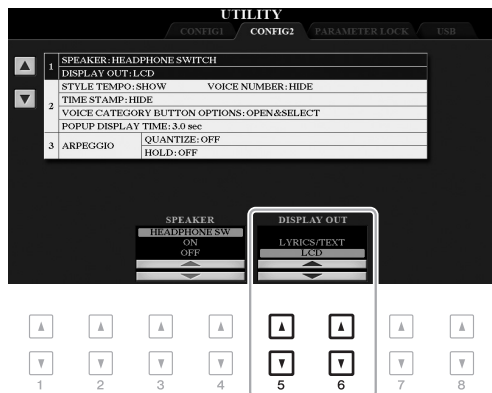 UTILITY
CONFIG1 CONFIG2 PARAMETER LOCK USB
1 SPEAKER:HEADPHONE SWITCH
DISPLAY OUT:LCD
2 STYLE TEMPO:SHOW VOICE NUMBER:HIDE
TIME STAMP:HIDE
VOICE CATEGORY BUTTON OPTIONS:OPEN&SELECT
POPUP DISPLAY TIME:3.0 sec
3 ARPEGGIO QUANTIZE:OFF
HOLD:OFF
SPEAKER DISPLAY OUT
HEADPHONE SW
ON LYRICS/TEXT
OFF LCD
1 2 3 4 5 6 7 8